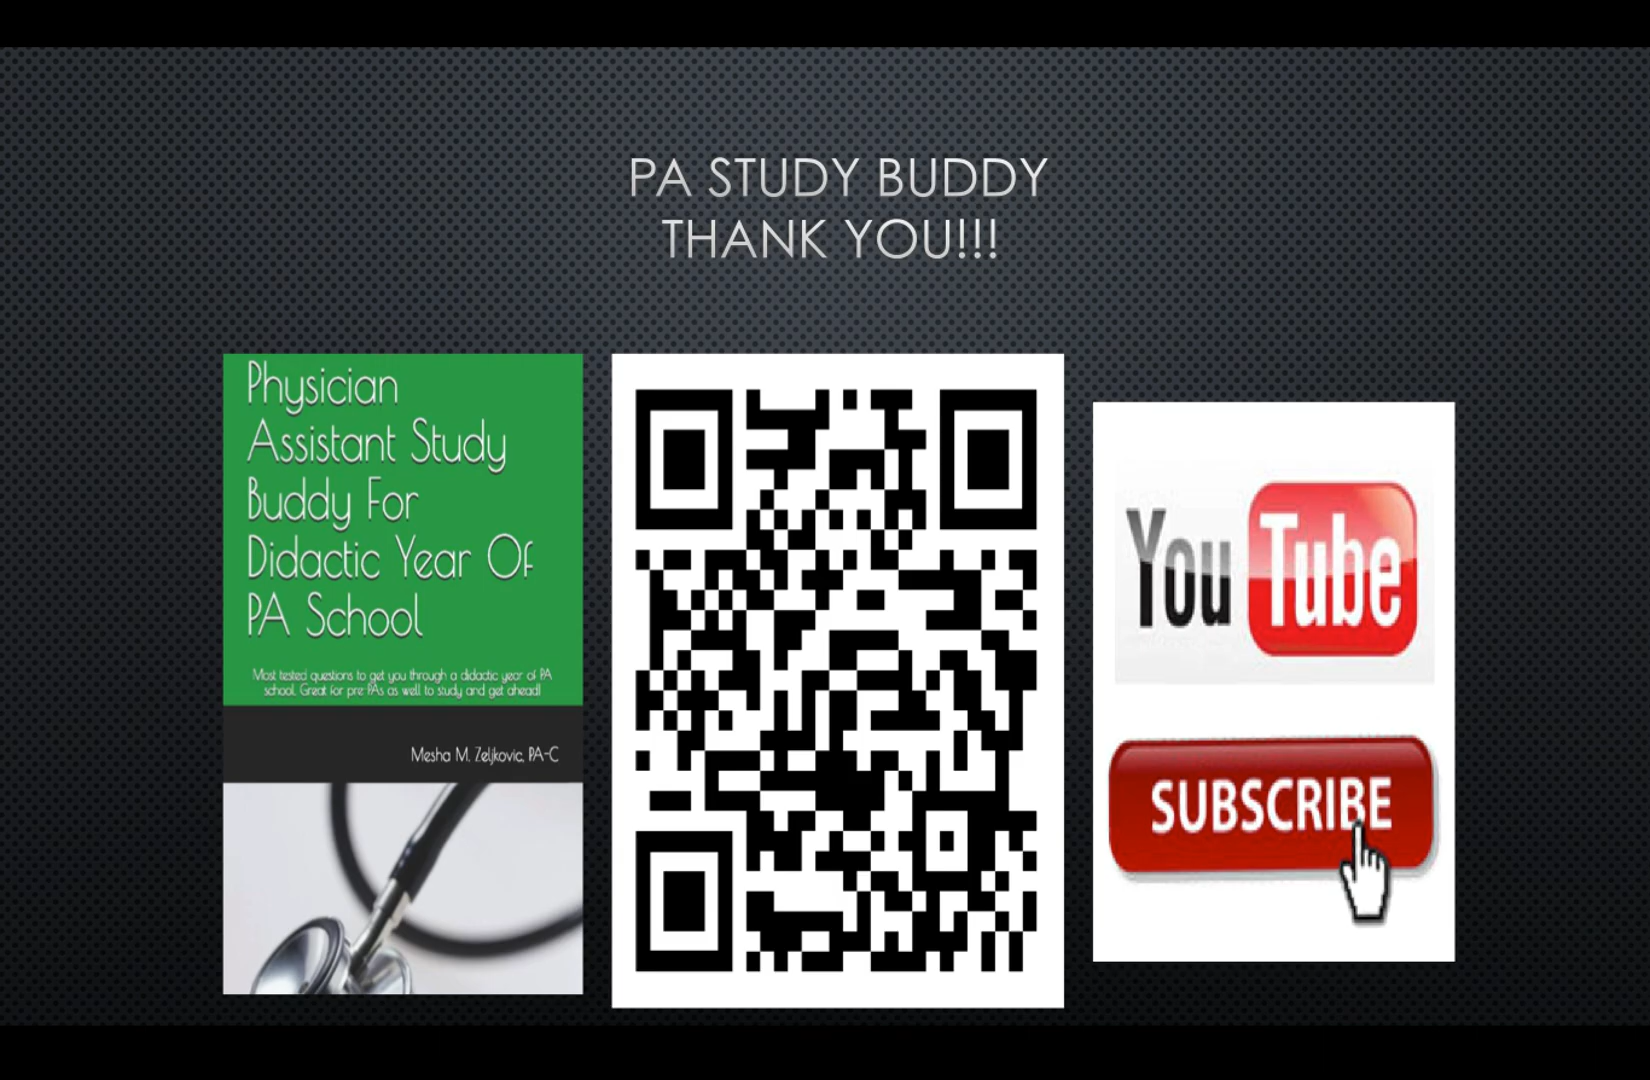 PA STUDY BUDDY
THANK YOU!!!
Physician
Assistant Study
Buddy For
Didactic Year Of
PA School
Most tested questions to get you through a didactic year of PA
school. Great for pre PAs as well to study and get ahead!
Mesha M. Zeljkovic, PA-C
YouTube
SUBSCRIBE